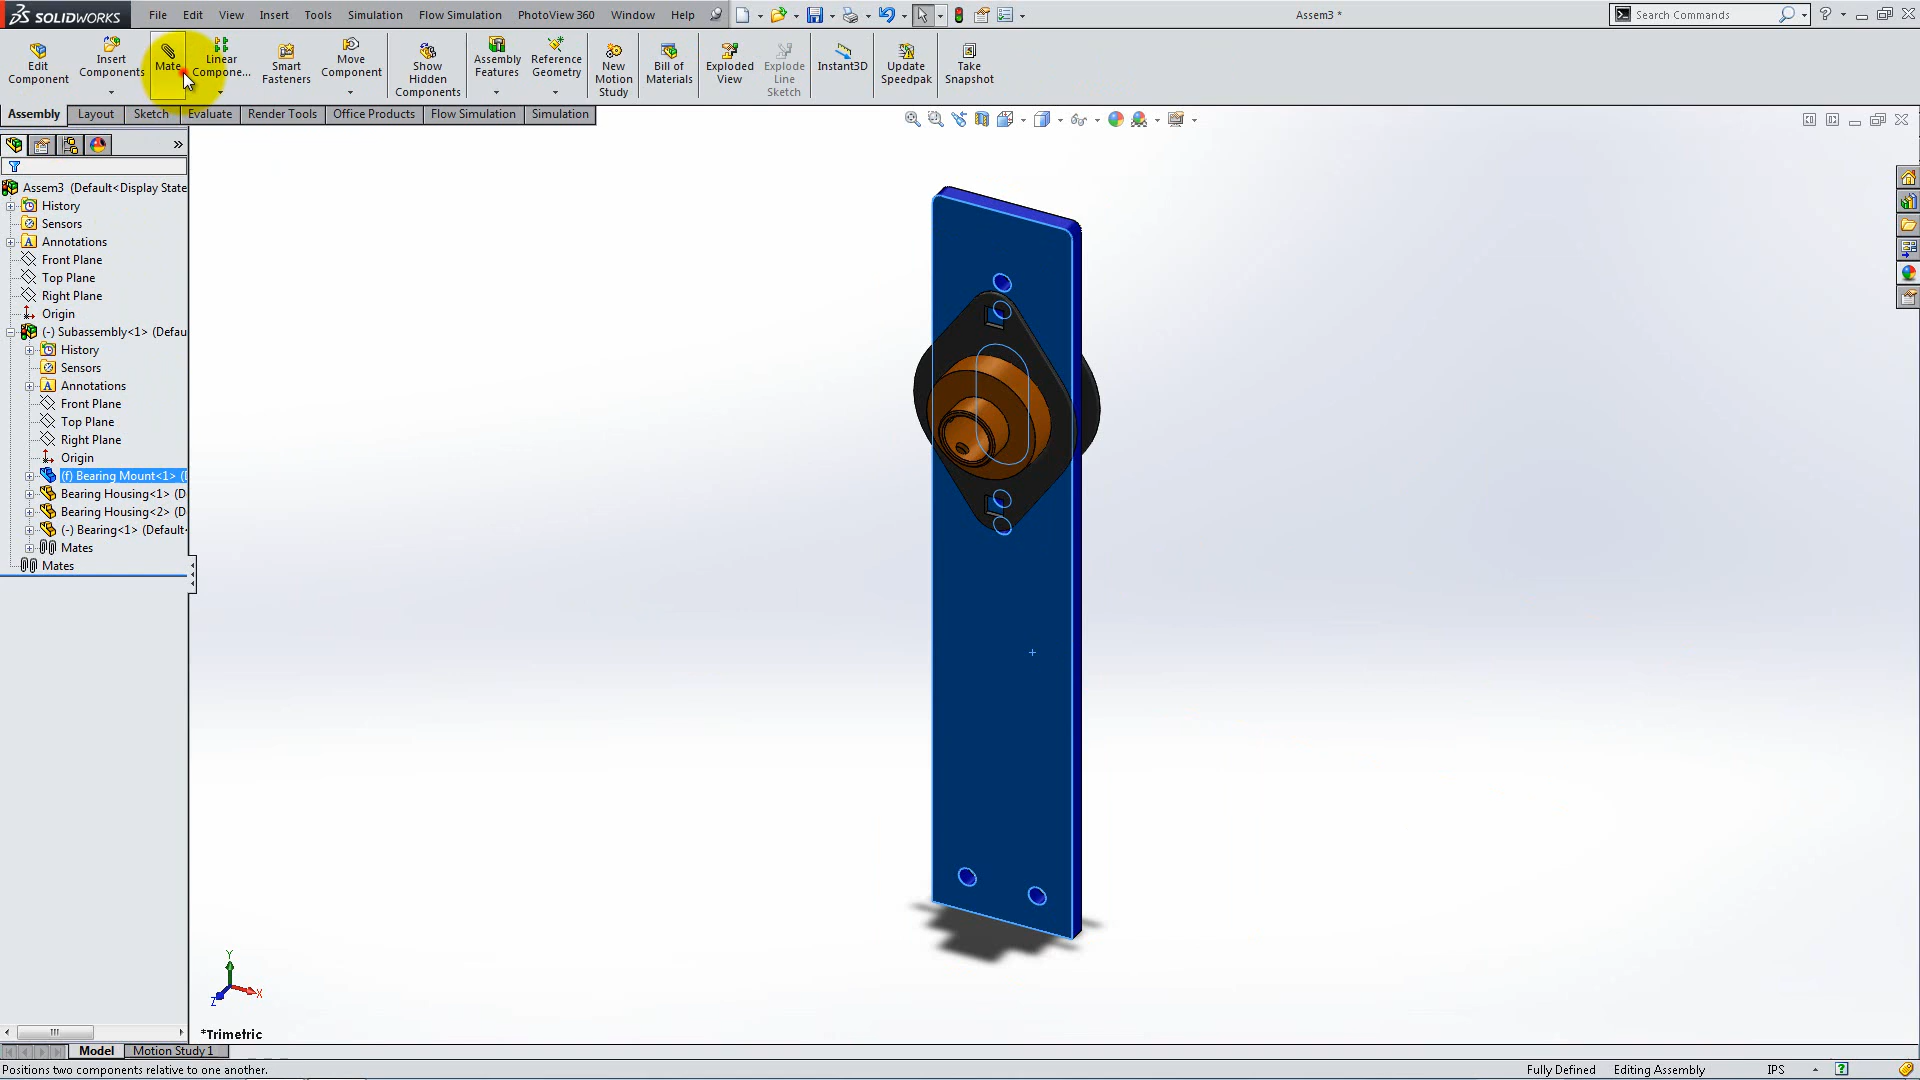 SOLIDWORKS File Edit View Insert Tools Simulation Flow Simulation PhotoView 360 Window Help Assem3 * Search Commands ?
Edit Component
Insert Components
Mate
Linear Compone...
Smart Fasteners
Move Component
Show Hidden Components
Assembly Features
Reference Geometry
New Motion Study
Bill of Materials
Exploded View
Explode Line Sketch
Instant3D
Update Speedpak
Take Snapshot
Assembly Layout Sketch Evaluate Render Tools Office Products Flow Simulation Simulation
Assem3 (Default<Display State
History
Sensors
Annotations
Front Plane
Top Plane
Right Plane
Origin
(-) Subassembly<1> (Defau
History
Sensors
Annotations
Front Plane
Top Plane
Right Plane
Origin
(f) Bearing Mount<1> (D
Bearing Housing<1> (D
Bearing Housing<2> (D
(-) Bearing<1> (Default<
Mates
Mates
Y
X
Z
*Trimetric
Model Motion Study 1
Positions two components relative to one another. Fully Defined Editing Assembly IPS ?